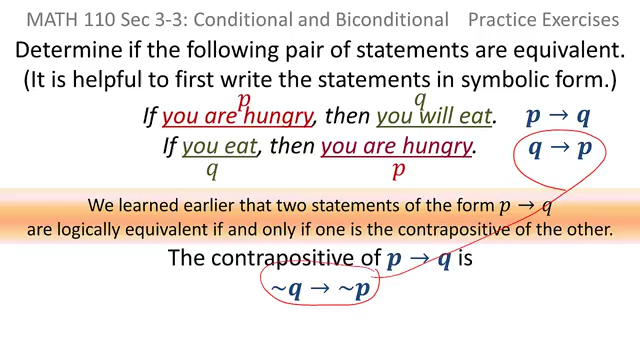 MATH 110 Sec 3-3: Conditional and Biconditional Practice Exercises
Determine if the following pair of statements are equivalent.
(It is helpful to first write the statements in symbolic form.)
p q
If you are hungry, then you will eat. p → q
If you eat, then you are hungry. q → p
q p
We learned earlier that two statements of the form p → q
are logically equivalent if and only if one is the contrapositive of the other.
The contrapositive of p → q is
~q → ~p